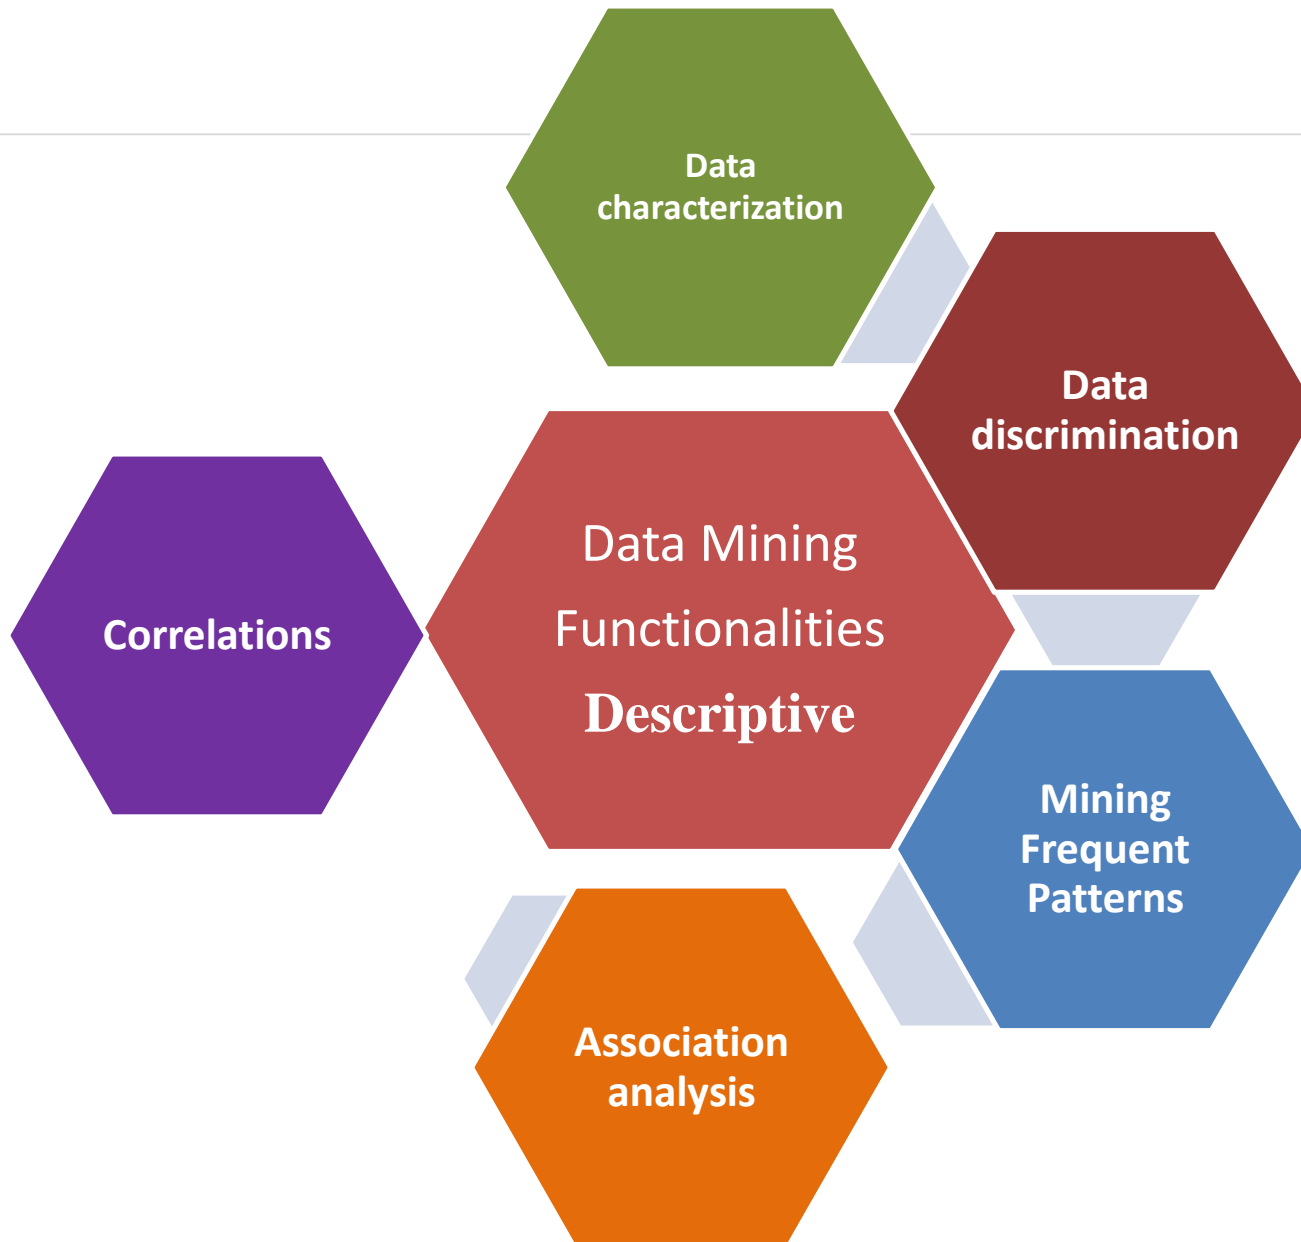 Data
characterization
Data
discrimination
Data Mining
Functionalities
Descriptive
Correlations
Mining
Frequent
Patterns
Association
analysis